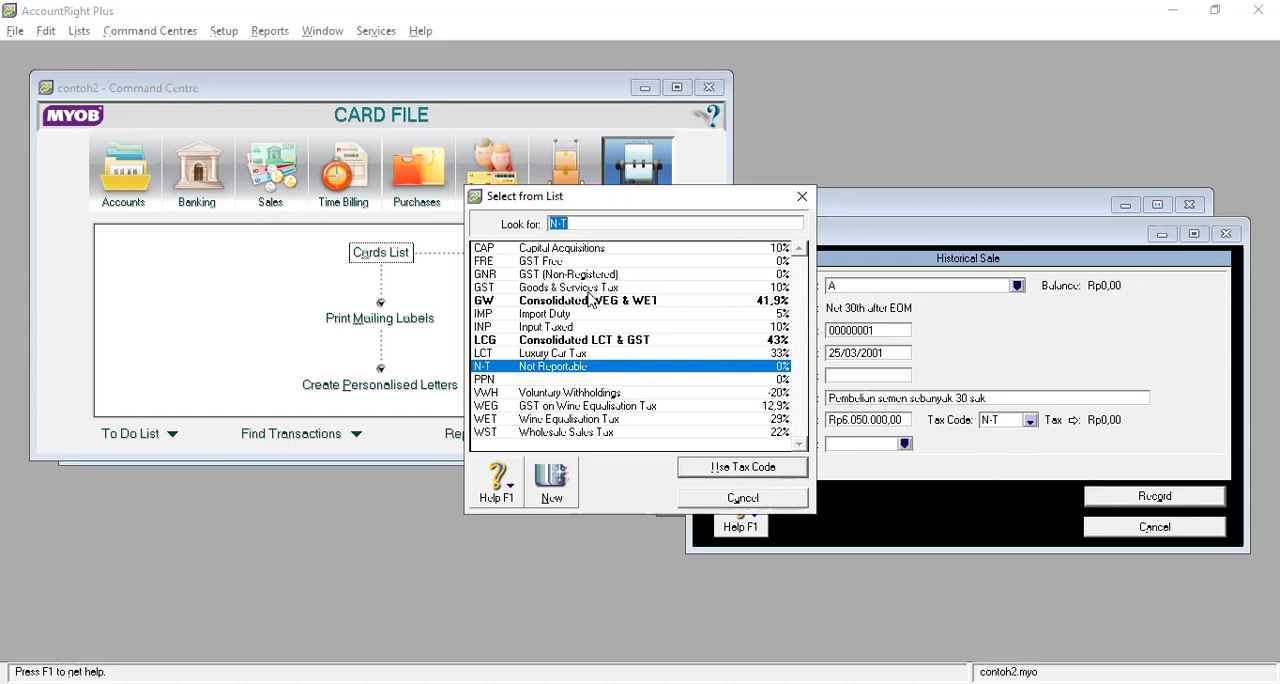 AccountRight Plus
File Edit Lists Command Centres Setup Reports Window Services Help
contoh2 - Command Centre
MYOB
CARD FILE
?
Accounts Banking Sales Time Billing Purchases
Cards List
Print Mailing Labels
Create Personalised Letters
To Do List Find Transactions Rep
Select from List
Look for: N-T
CAP Capital Acquisitions 10%
FRE GST Free 0%
GNR GST (Non-Registered) 0%
GST Goods & Services Tax 10%
GW Consolidated WEG & WET 41,9%
IMP Import Duty 5%
INP Input Taxed 10%
LCG Consolidated LCT & GST 43%
LCT Luxury Car Tax 33%
N-T Not Reportable 0%
PPN 0%
VWH Voluntary Withholdings -20%
WEG GST on Wine Equalisation Tax 12,9%
WET Wine Equalisation Tax 29%
WST Wholesale Sales Tax 22%
Help F1 New
Use Tax Code
Cancel
Historical Sale
: A Balance: Rp0,00
: Net 30th after EOM
: 00000001
: 25/03/2001
:
: Pembelian semen sebanyak 30 sak
: Rp6.050.000,00 Tax Code: N-T Tax ⇨: Rp0,00
:
Help F1
Record
Cancel
Press F1 to get help.
contoh2.myo